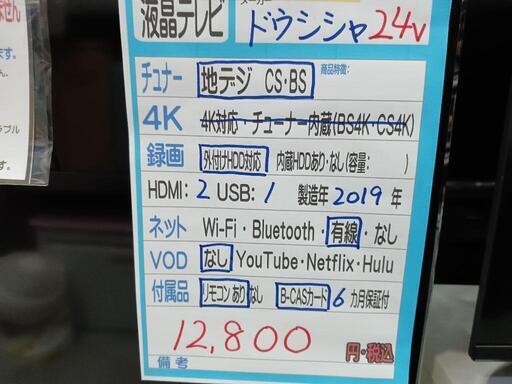 液晶テレビ
メーカー
ドウシシャ 24v
チュナー 地デジ CS・BS 商品特徴:
4K 4K対応・チューナー内蔵(BS4K・CS4K)
録画 外付けHDD対応 内蔵HDDあり・なし(容量: )
HDMI: 2 USB: 1 製造年 2019 年
ネット Wi-Fi・Bluetooth・有線・なし
VOD なし YouTube・Netflix・Hulu
付属品 リモコン あり なし B-CASカード 6 カ月保証付
12,800 円・税込
備考
ません
ます。